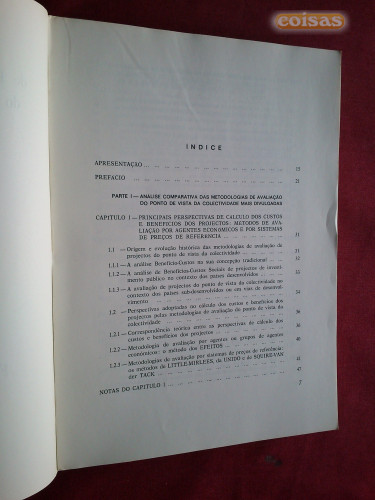 coisas
INDICE
APRESENTAÇÃO
PREFACIO
PARTE I — ANÁLISE COMPARATIVA DAS METODOLOGIAS DE AVALIAÇÃO
DO PONTO DE VISTA DA COLECTIVIDADE MAIS DIVULGADAS
CAPITULO I — PRINCIPAIS PERSPECTIVAS DE CALCULO DOS CUSTOS
E BENEFICIOS DOS PROJECTOS: METODOS DE AVA-
LIAÇÃO POR AGENTES ECONOMICOS E POR SISTEMAS
DE PREÇOS DE REFERENCIA
1.1 — Origem e evolução histórica das metodologias de avaliação de
projectos do ponto de vista da colectividade
1.1.1 — A análise Benefício-Custo na sua concepção tradicional
1.1.2 — A análise de Benefícios-Custos Sociais de projectos de investi-
mento público no contexto dos países desenvolvidos
1.1.3 — A avaliação de projectos do ponto de vista da colectividade no
contexto dos países sub-desenvolvidos ou em vias de desenvol-
vimento
1.2 — Perspectivas adoptadas no cálculo dos custos e benefícios dos
projectos pelas metodologias de avaliação do ponto de vista da
colectividade
1.2.1 — Correspondência teórica entre as perspectivas de cálculo dos
custos e benefícios dos projectos
1.2.2 — Metodologia de avaliação por agentes ou grupos de agentes
económicos: o método dos EFEITOS
1.2.3 — Metodologias de avaliação por sistemas de preços de referência:
os métodos de LITTLE-MIRLEES, da UNIDO e de SQUIRE-VAN
DER TACK
NOTAS DO CAPITULO I